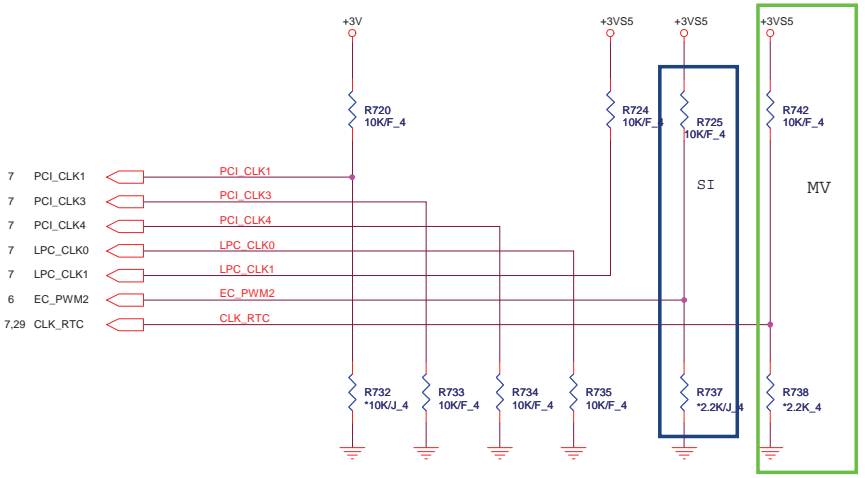 +3V +3VS5 +3VS5 +3VS5
R720 R724 R725 R742
10K/F_4 10K/F_4 10K/F_4 10K/F_4
7 PCI_CLK1 PCI_CLK1
SI MV
7 PCI_CLK3 PCI_CLK3
7 PCI_CLK4 PCI_CLK4
7 LPC_CLK0 LPC_CLK0
7 LPC_CLK1 LPC_CLK1
6 EC_PWM2 EC_PWM2
7,29 CLK_RTC CLK_RTC
R732 R733 R734 R735 R737 R738
*10K/J_4 10K/F_4 10K/F_4 10K/F_4 *2.2K/J_4 *2.2K_4